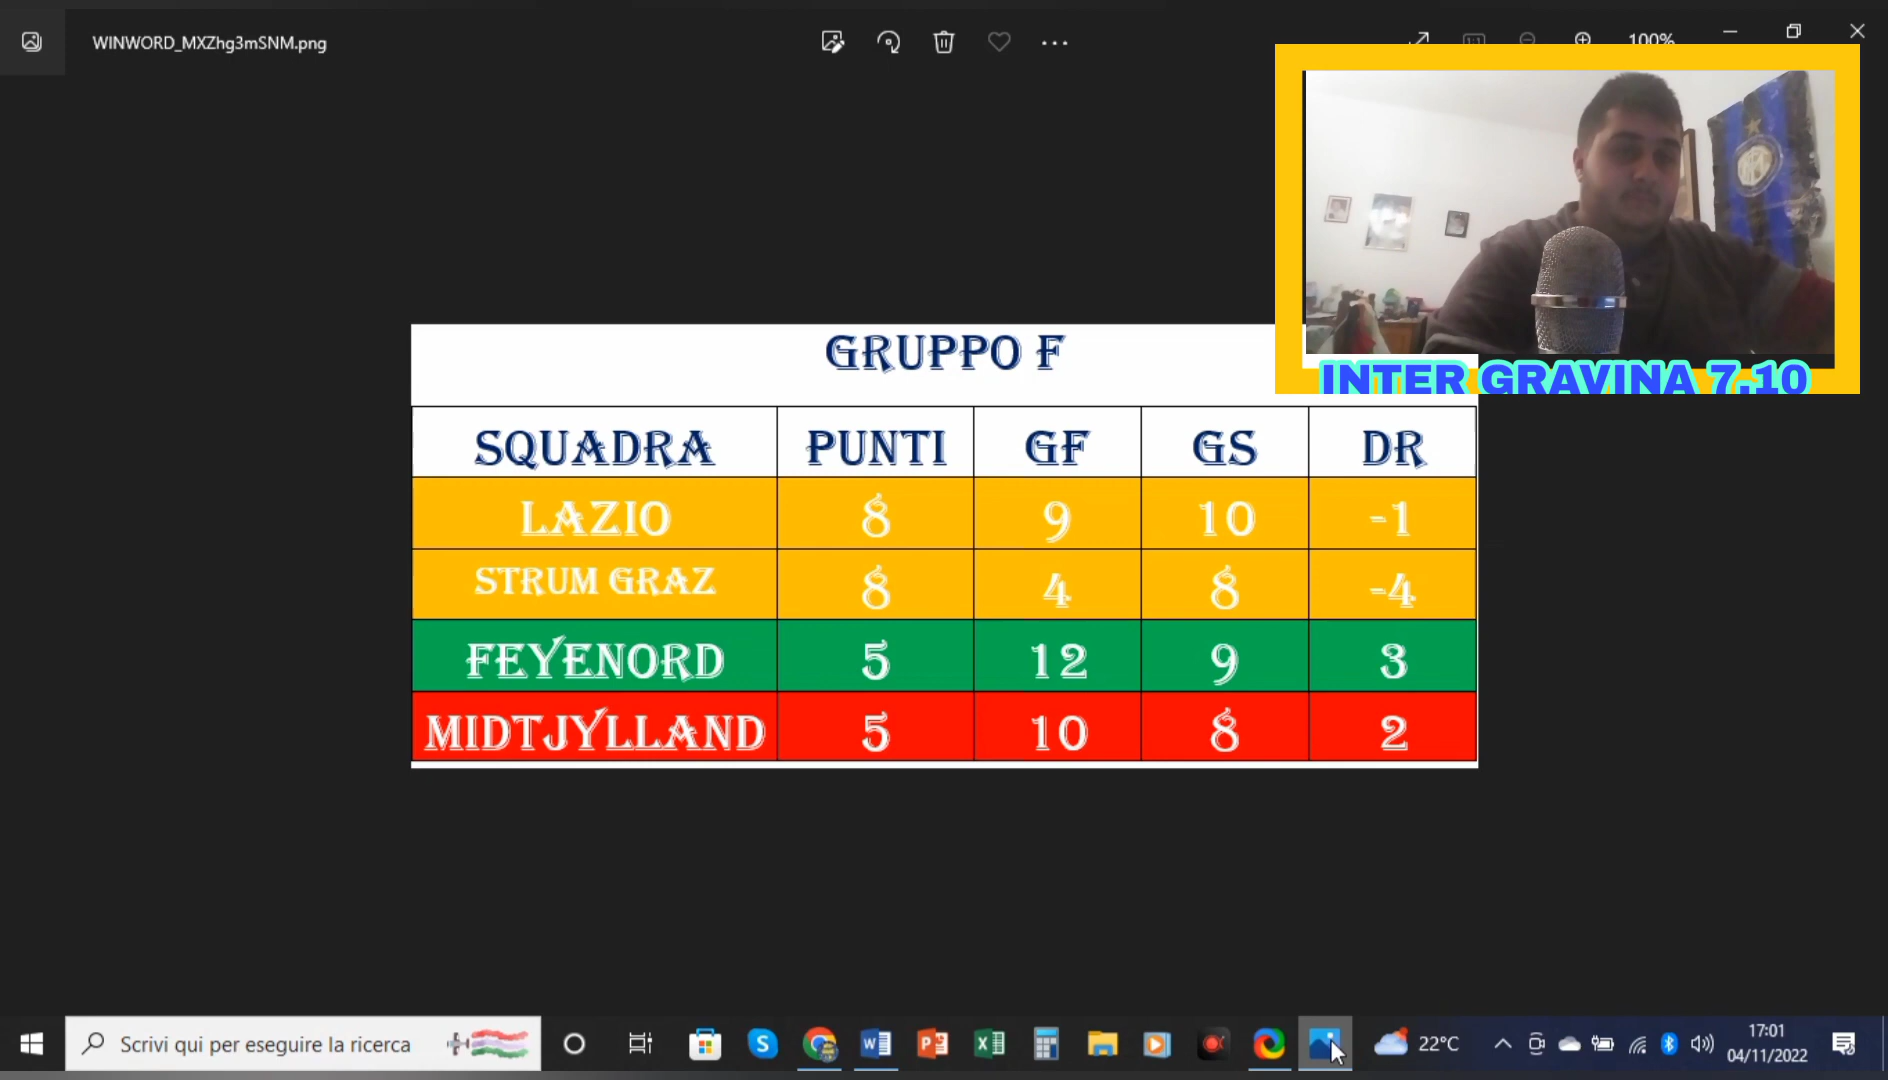 WINWORD_MXZhg3mSNM.png
100%
INTER GRAVINA 7.10
GRUPPO F
SQUADRA PUNTI GF GS DR
LAZIO 8 9 10 -1
STRUM GRAZ 8 4 8 -4
FEYENORD 5 12 9 3
MIDTJYLLAND 5 10 8 2
Scrivi qui per eseguire la ricerca
22°C
17:01
04/11/2022